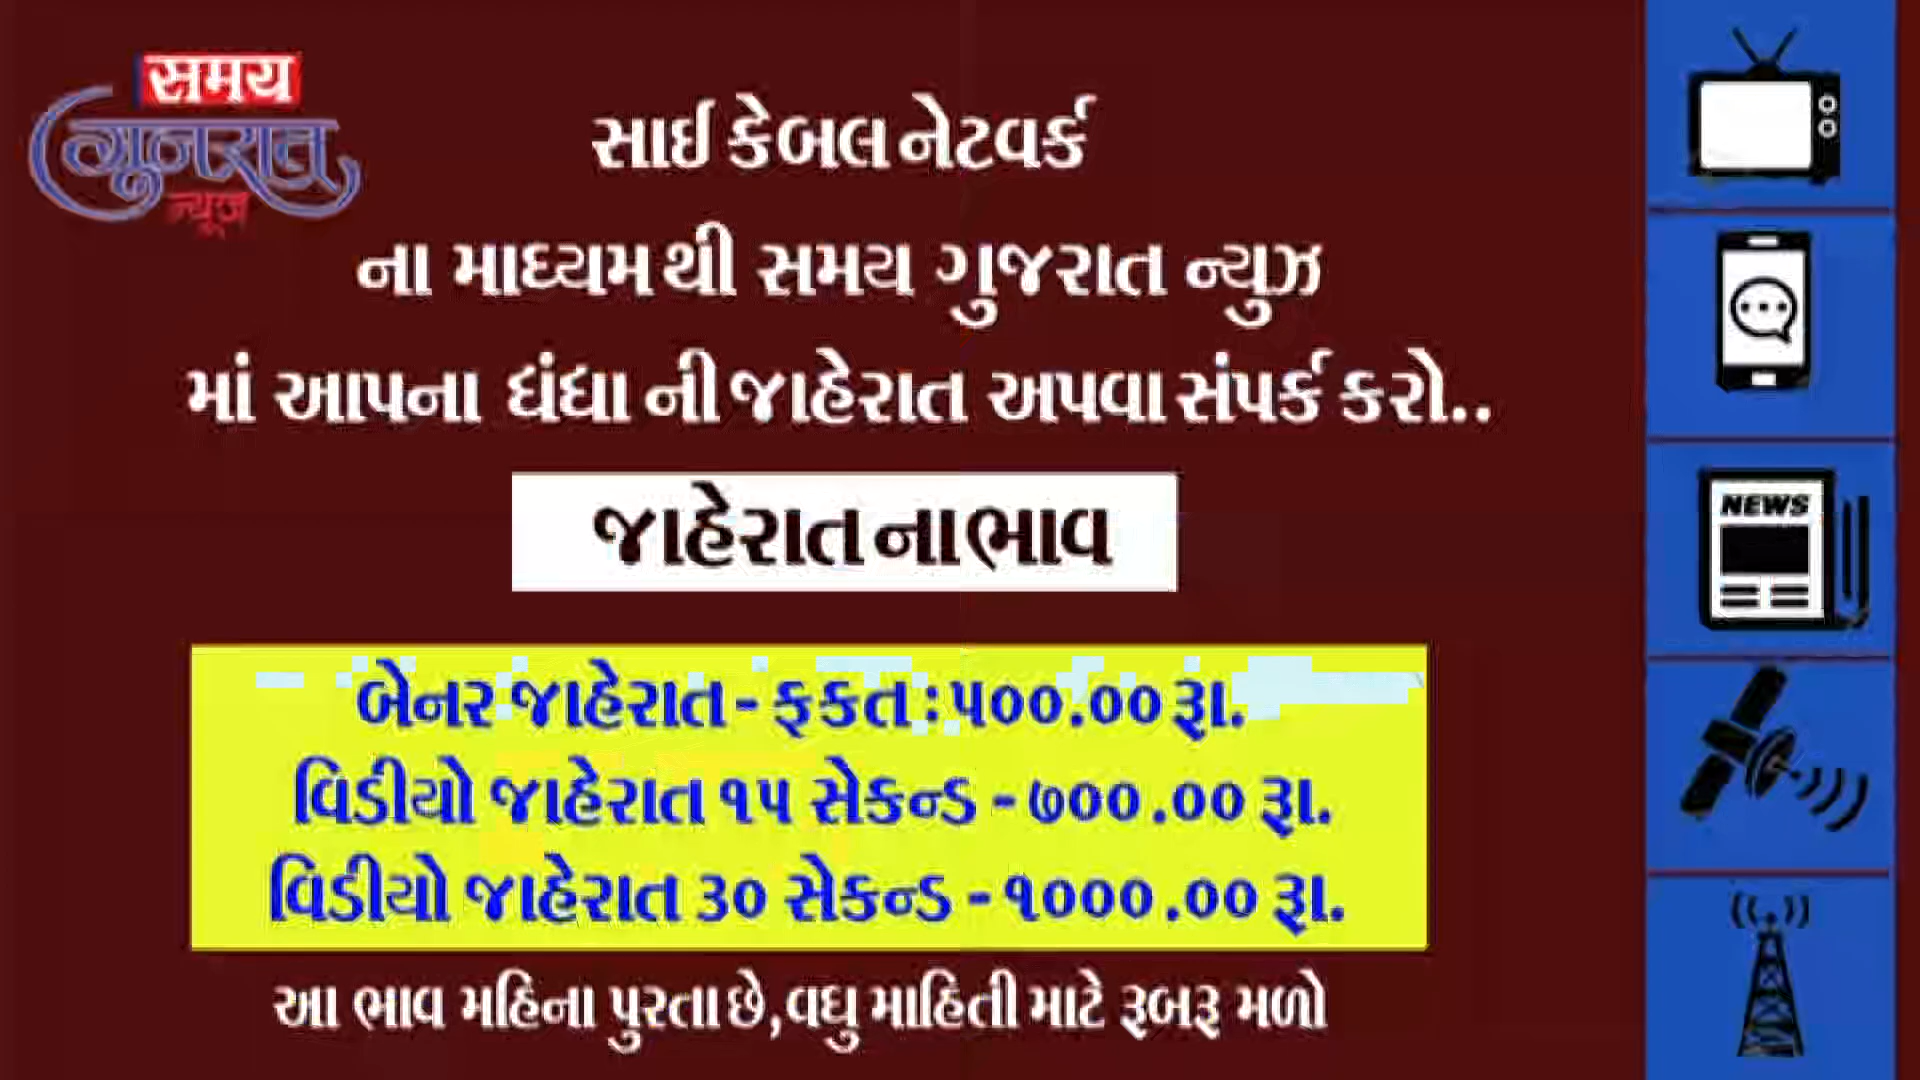 સમય
ગુજરાત
ન્યૂઝ
સાઈ કેબલ નેટવર્ક
ના માધ્યમ થી સમય ગુજરાત ન્યુઝ
માં આપના ધંધા ની જાહેરાત અપવા સંપર્ક કરો..
જાહેરાત ના ભાવ
બેનર જાહેરાત - ફકત : ૫૦૦.૦૦ રૂા.
વિડીયો જાહેરાત ૧૫ સેકન્ડ - ૭૦૦.૦૦ રૂા.
વિડીયો જાહેરાત ૩૦ સેકન્ડ - ૧૦૦૦.૦૦ રૂા.
આ ભાવ મહિના પુરતા છે,વધુ માહિતી માટે રૂબરૂ મળો
NEWS